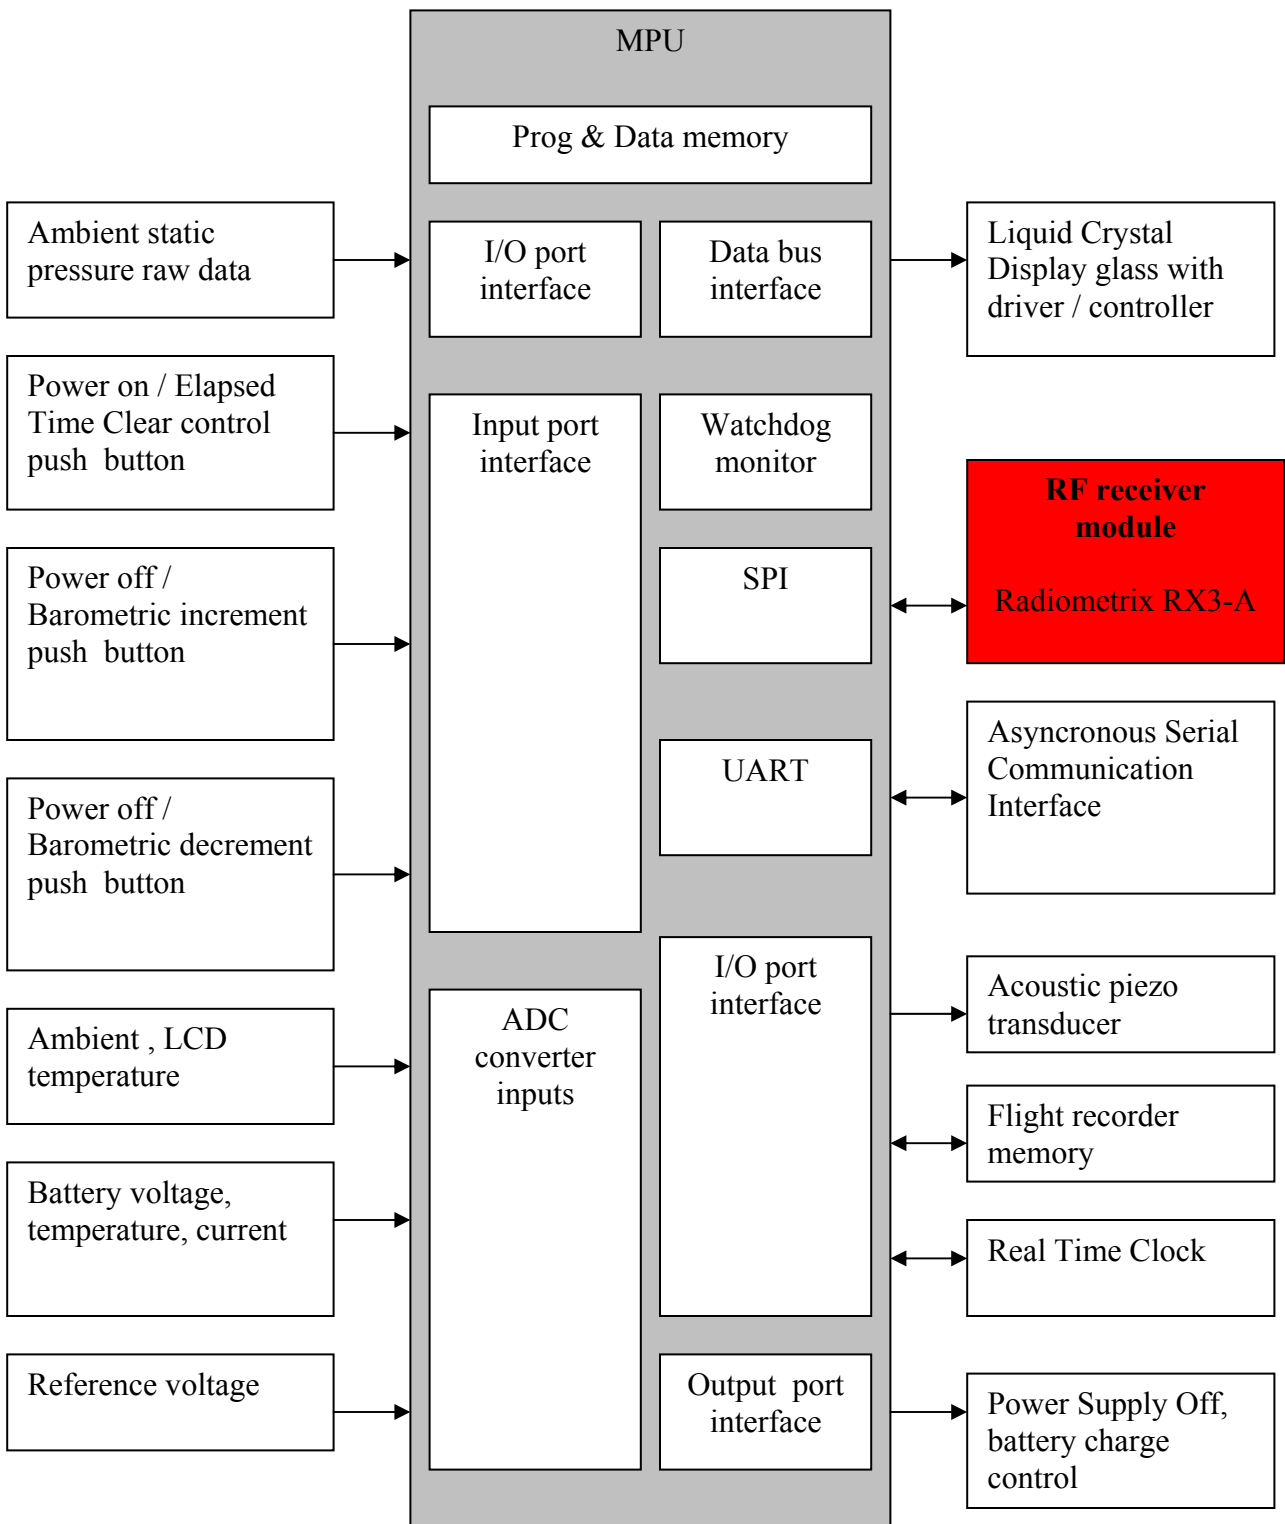 MPU
Prog & Data memory
Ambient static
pressure raw data
I/O port
interface
Data bus
interface
Liquid Crystal
Display glass with
driver / controller
Power on / Elapsed
Time Clear control
push button
Input port
interface
Watchdog
monitor
RF receiver
module
Radiometrix RX3-A
Power off /
Barometric increment
push button
SPI
Asyncronous Serial
Communication
Interface
UART
Power off /
Barometric decrement
push button
I/O port
interface
Acoustic piezo
transducer
ADC
converter
inputs
Ambient , LCD
temperature
Flight recorder
memory
Battery voltage,
temperature, current
Real Time Clock
Reference voltage
Output port
interface
Power Supply Off,
battery charge
control